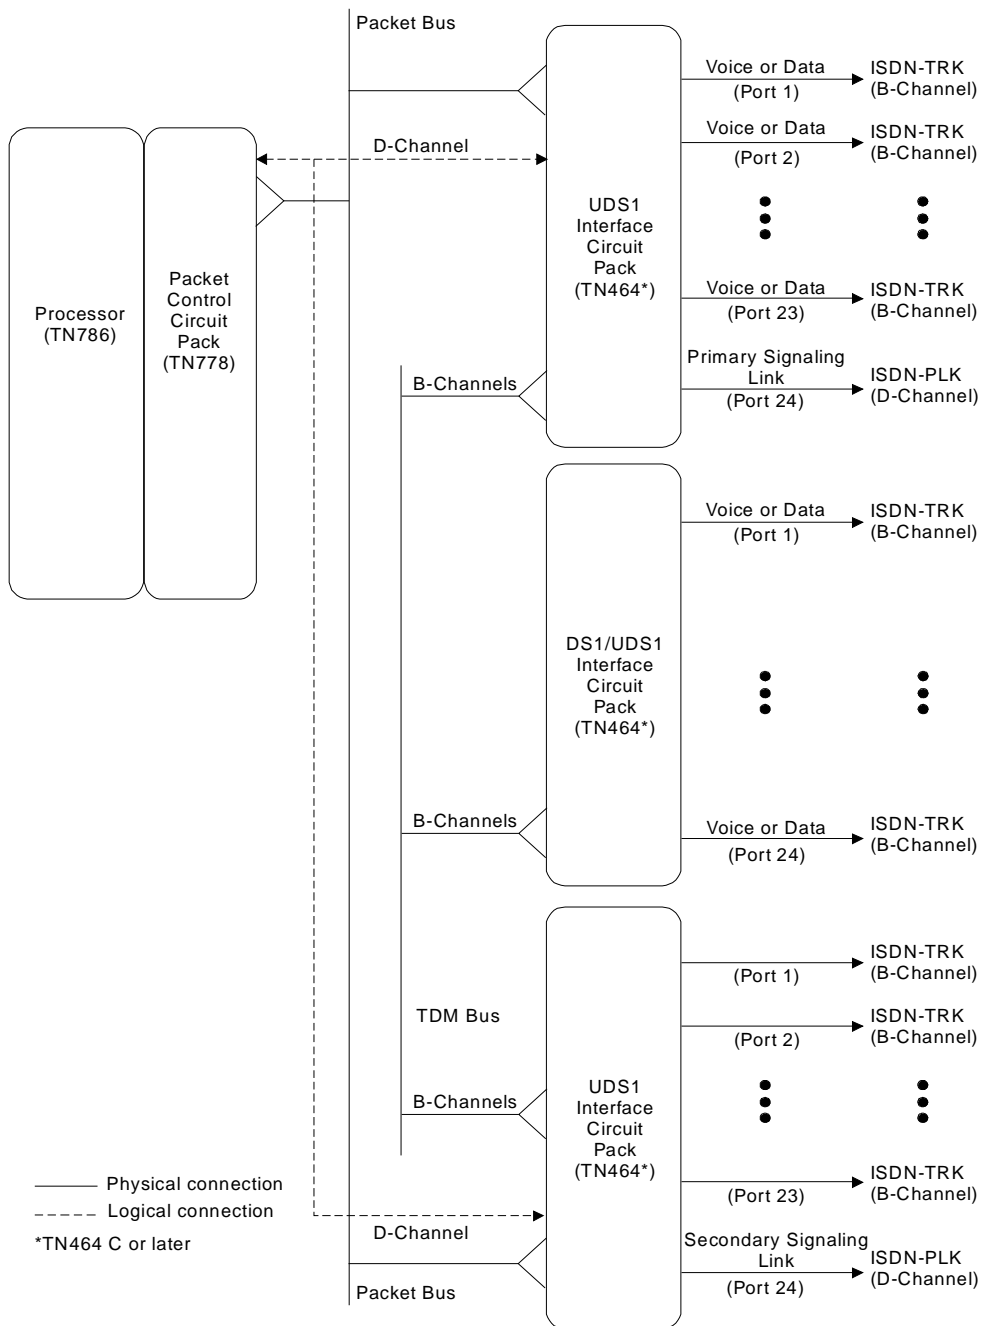 Packet Bus
D-Channel
Processor
(TN786)
Packet
Control
Circuit
Pack
(TN778)
UDS1
Interface
Circuit
Pack
(TN464*)
Voice or Data
(Port 1)
ISDN-TRK
(B-Channel)
Voice or Data
(Port 2)
ISDN-TRK
(B-Channel)
Voice or Data
(Port 23)
ISDN-TRK
(B-Channel)
Primary Signaling
Link
(Port 24)
ISDN-PLK
(D-Channel)
B-Channels
DS1/UDS1
Interface
Circuit
Pack
(TN464*)
Voice or Data
(Port 1)
ISDN-TRK
(B-Channel)
B-Channels
Voice or Data
(Port 24)
ISDN-TRK
(B-Channel)
TDM Bus
B-Channels
UDS1
Interface
Circuit
Pack
(TN464*)
(Port 1)
ISDN-TRK
(B-Channel)
(Port 2)
ISDN-TRK
(B-Channel)
(Port 23)
ISDN-TRK
(B-Channel)
Secondary Signaling
Link
(Port 24)
ISDN-PLK
(D-Channel)
D-Channel
Packet Bus
Physical connection
Logical connection
*TN464 C or later